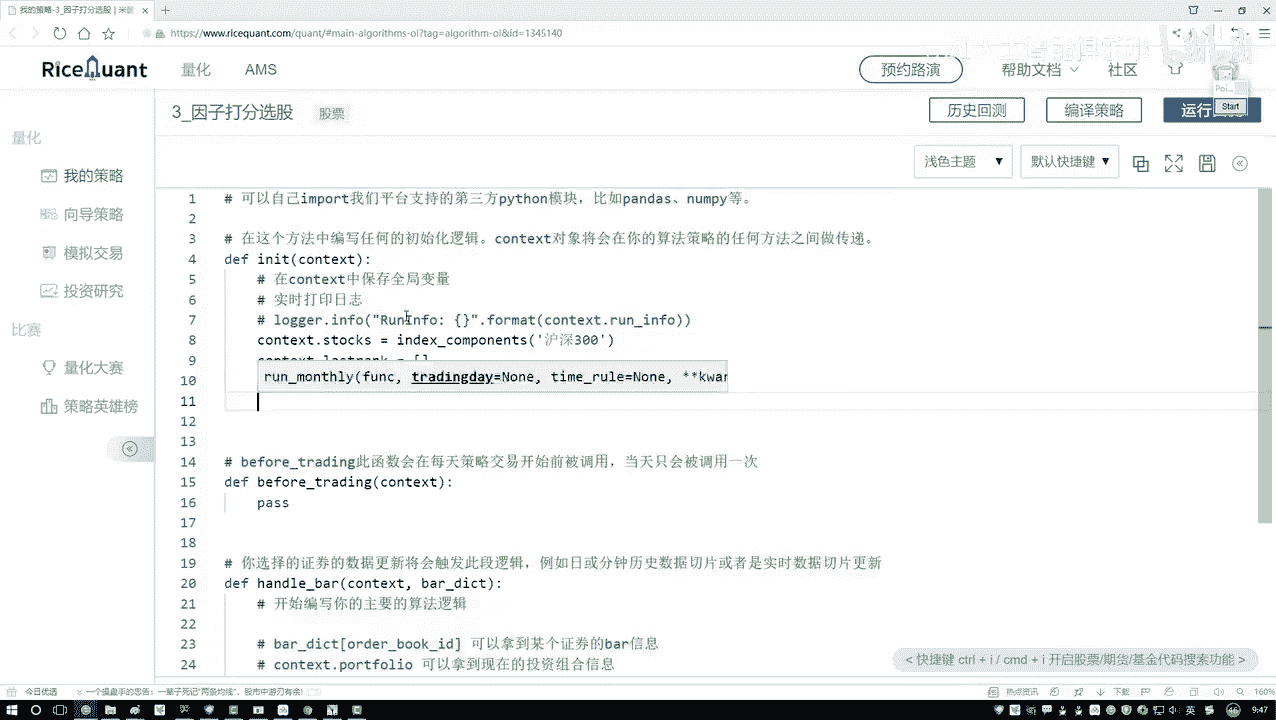 我的策略-3_因子打分选股 | 米
https://www.ricequant.com/quant/#main-algorithms-ol?tag=algorithm-ol&id=1345140
RiceQuant 量化 AMS 预约路演 帮助文档 社区
Start
3_因子打分选股 股票 历史回测 编译策略 运行
浅色主题 ▼ 默认快捷键 ▼
量化
我的策略
向导策略
模拟交易
投资研究
比赛
量化大赛
策略英雄榜
1 # 可以自己import我们平台支持的第三方python模块，比如pandas、numpy等。
2
3 # 在这个方法中编写任何的初始化逻辑。context对象将会在你的算法策略的任何方法之间做传递。
4 def init(context):
5 # 在context中保存全局变量
6 # 实时打印日志
7 # logger.info("RunInfo: {}".format(context.run_info))
8 context.stocks = index_components('沪深300')
9 context.lastrank = []
10 run_monthly(func, tradingday=None, time_rule=None, **kwar
11
12
13
14 # before_trading此函数会在每天策略交易开始前被调用，当天只会被调用一次
15 def before_trading(context):
16 pass
17
18
19 # 你选择的证券的数据更新将会触发此段逻辑，例如日或分钟历史数据切片或者是实时数据切片更新
20 def handle_bar(context, bar_dict):
21 # 开始编写你的主要的算法逻辑
22
23 # bar_dict[order_book_id] 可以拿到某个证券的bar信息
24 # context.portfolio 可以拿到现在的投资组合信息
< 快捷键 ctrl + i / cmd + i 开启股票/期货/基金代码搜索功能 >
今日优选 一个操盘手的忠告：一辈子死记"两条均线"，股市中游刃有余! 热点资讯 下载 160%
英 9:47